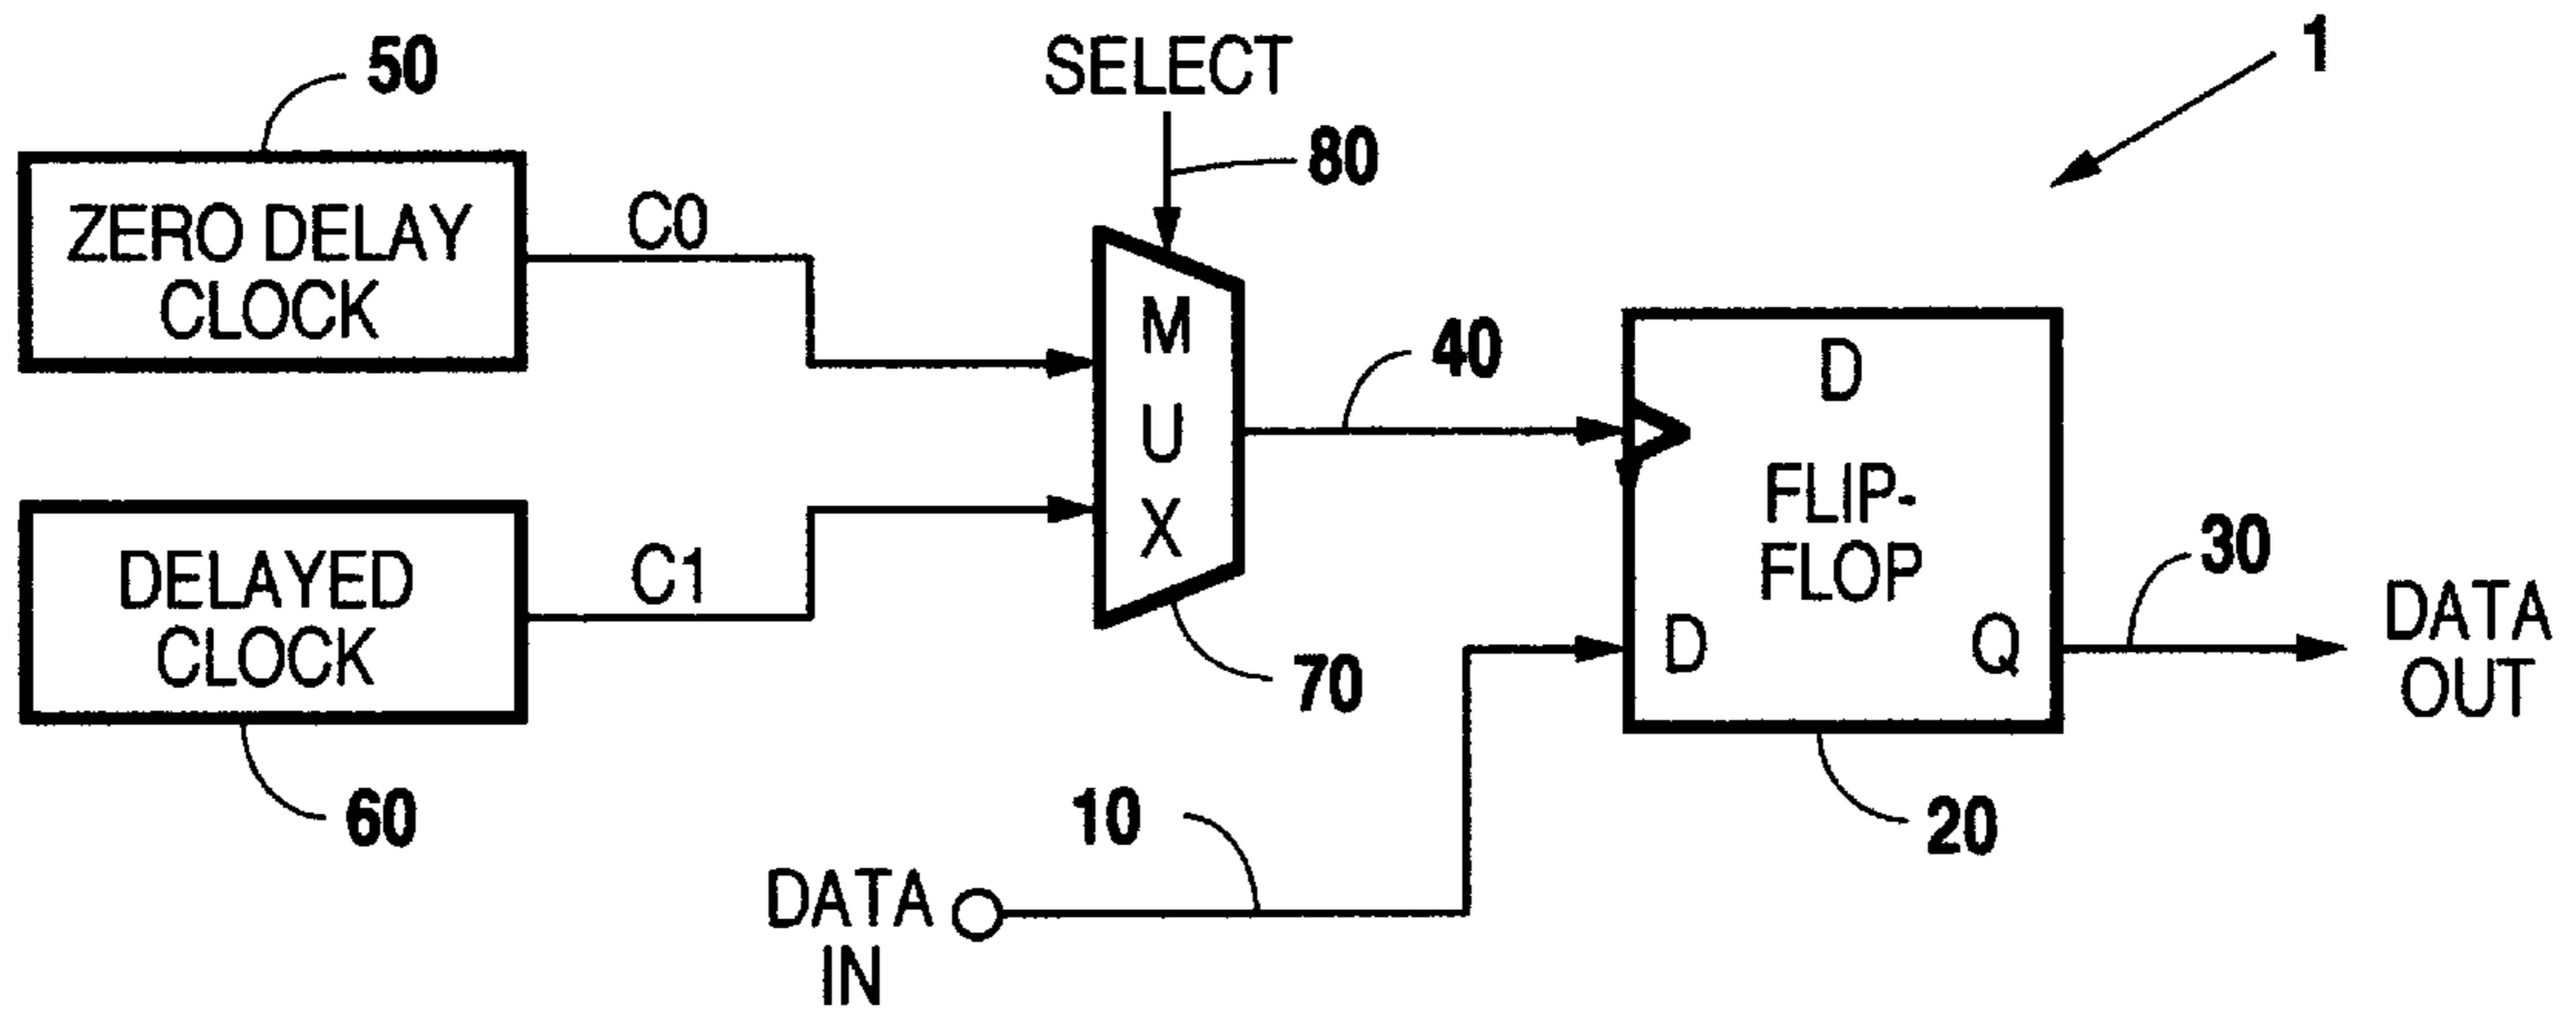 50
SELECT
1
80
ZERO DELAY
CLOCK
C0
MUX
40
D
FLIP-
FLOP
D
Q
30
DATA
OUT
DELAYED
CLOCK
C1
70
60
10
20
DATA
IN